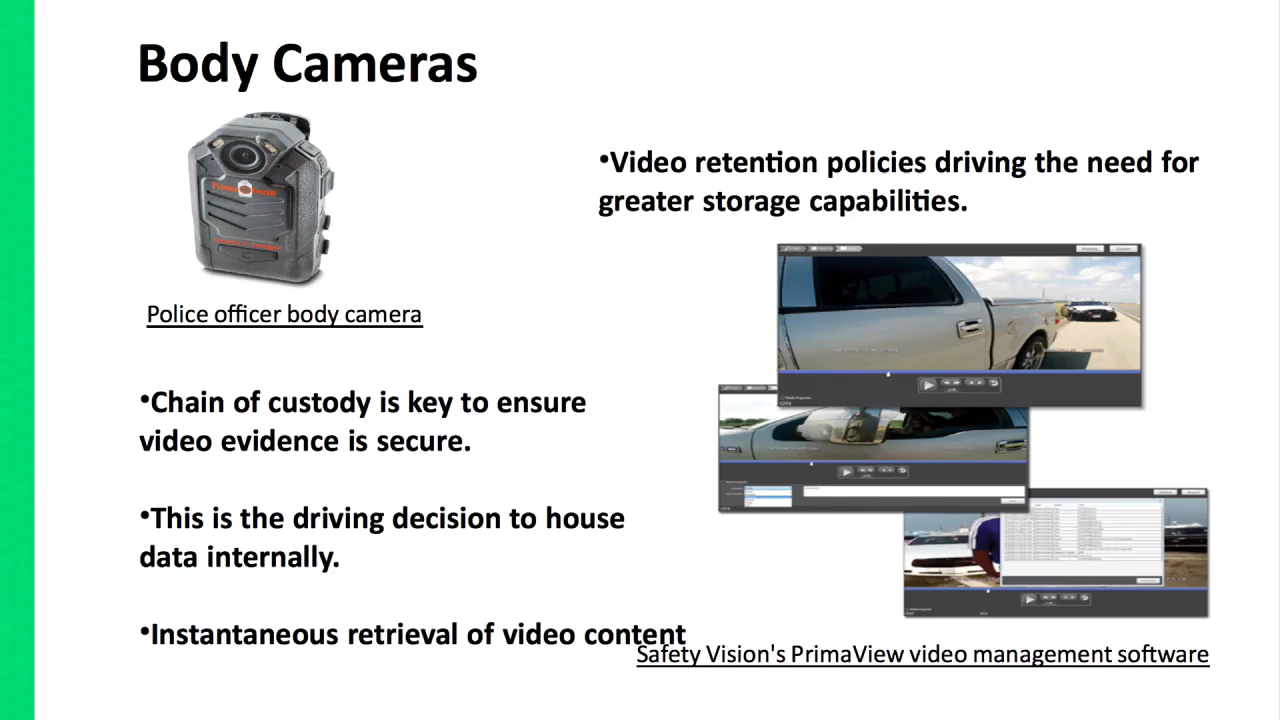 Body Cameras
•Video retention policies driving the need for
greater storage capabilities.
Police officer body camera
•Chain of custody is key to ensure
video evidence is secure.
•This is the driving decision to house
data internally.
•Instantaneous retrieval of video content
Safety Vision's PrimaView video management software